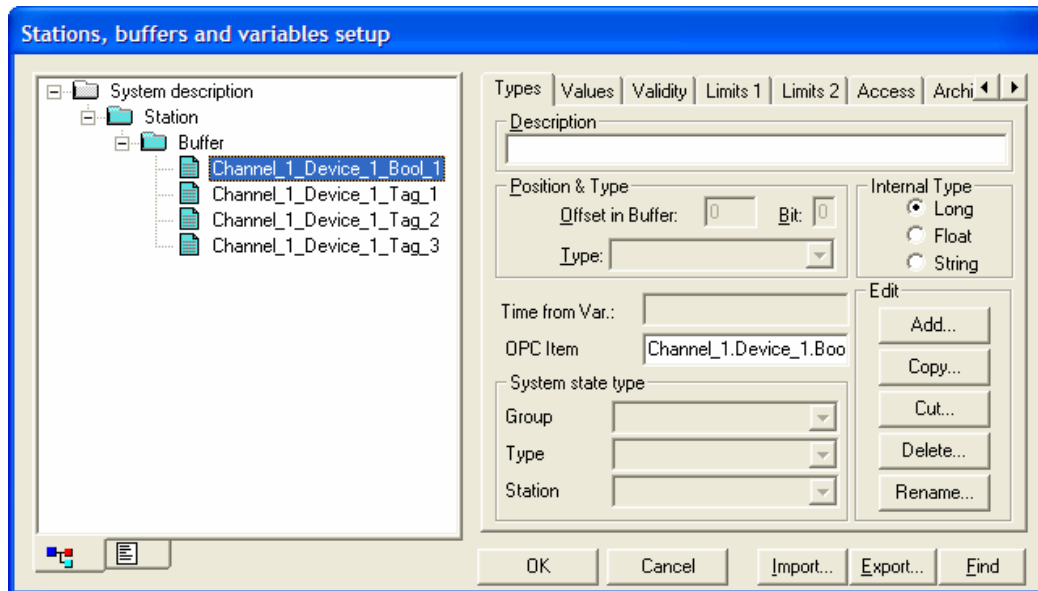 Stations, buffers and variables setup
System description
Station
Buffer
Channel_1_Device_1_Bool_1
Channel_1_Device_1_Tag_1
Channel_1_Device_1_Tag_2
Channel_1_Device_1_Tag_3
Types Values Validity Limits 1 Limits 2 Access Archi
Description
Position & Type
Offset in Buffer: 0 Bit: 0
Type:
Internal Type
Long
Float
String
Time from Var.:
OPC Item Channel_1.Device_1.Boo
System state type
Group
Type
Station
Edit
Add...
Copy...
Cut...
Delete...
Rename...
OK Cancel Import... Export... Find